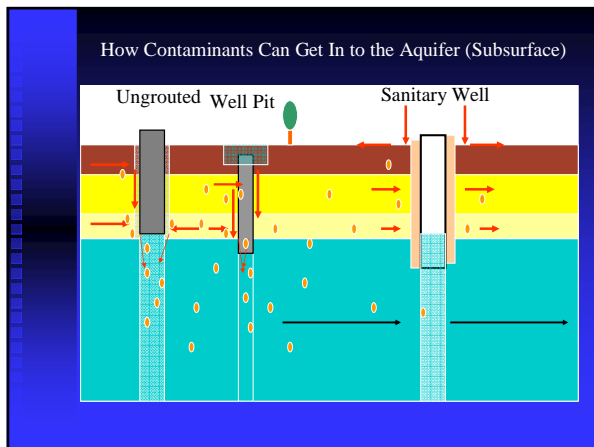 How Contaminants Can Get In to the Aquifer (Subsurface)
Ungrouted Well Pit Sanitary Well